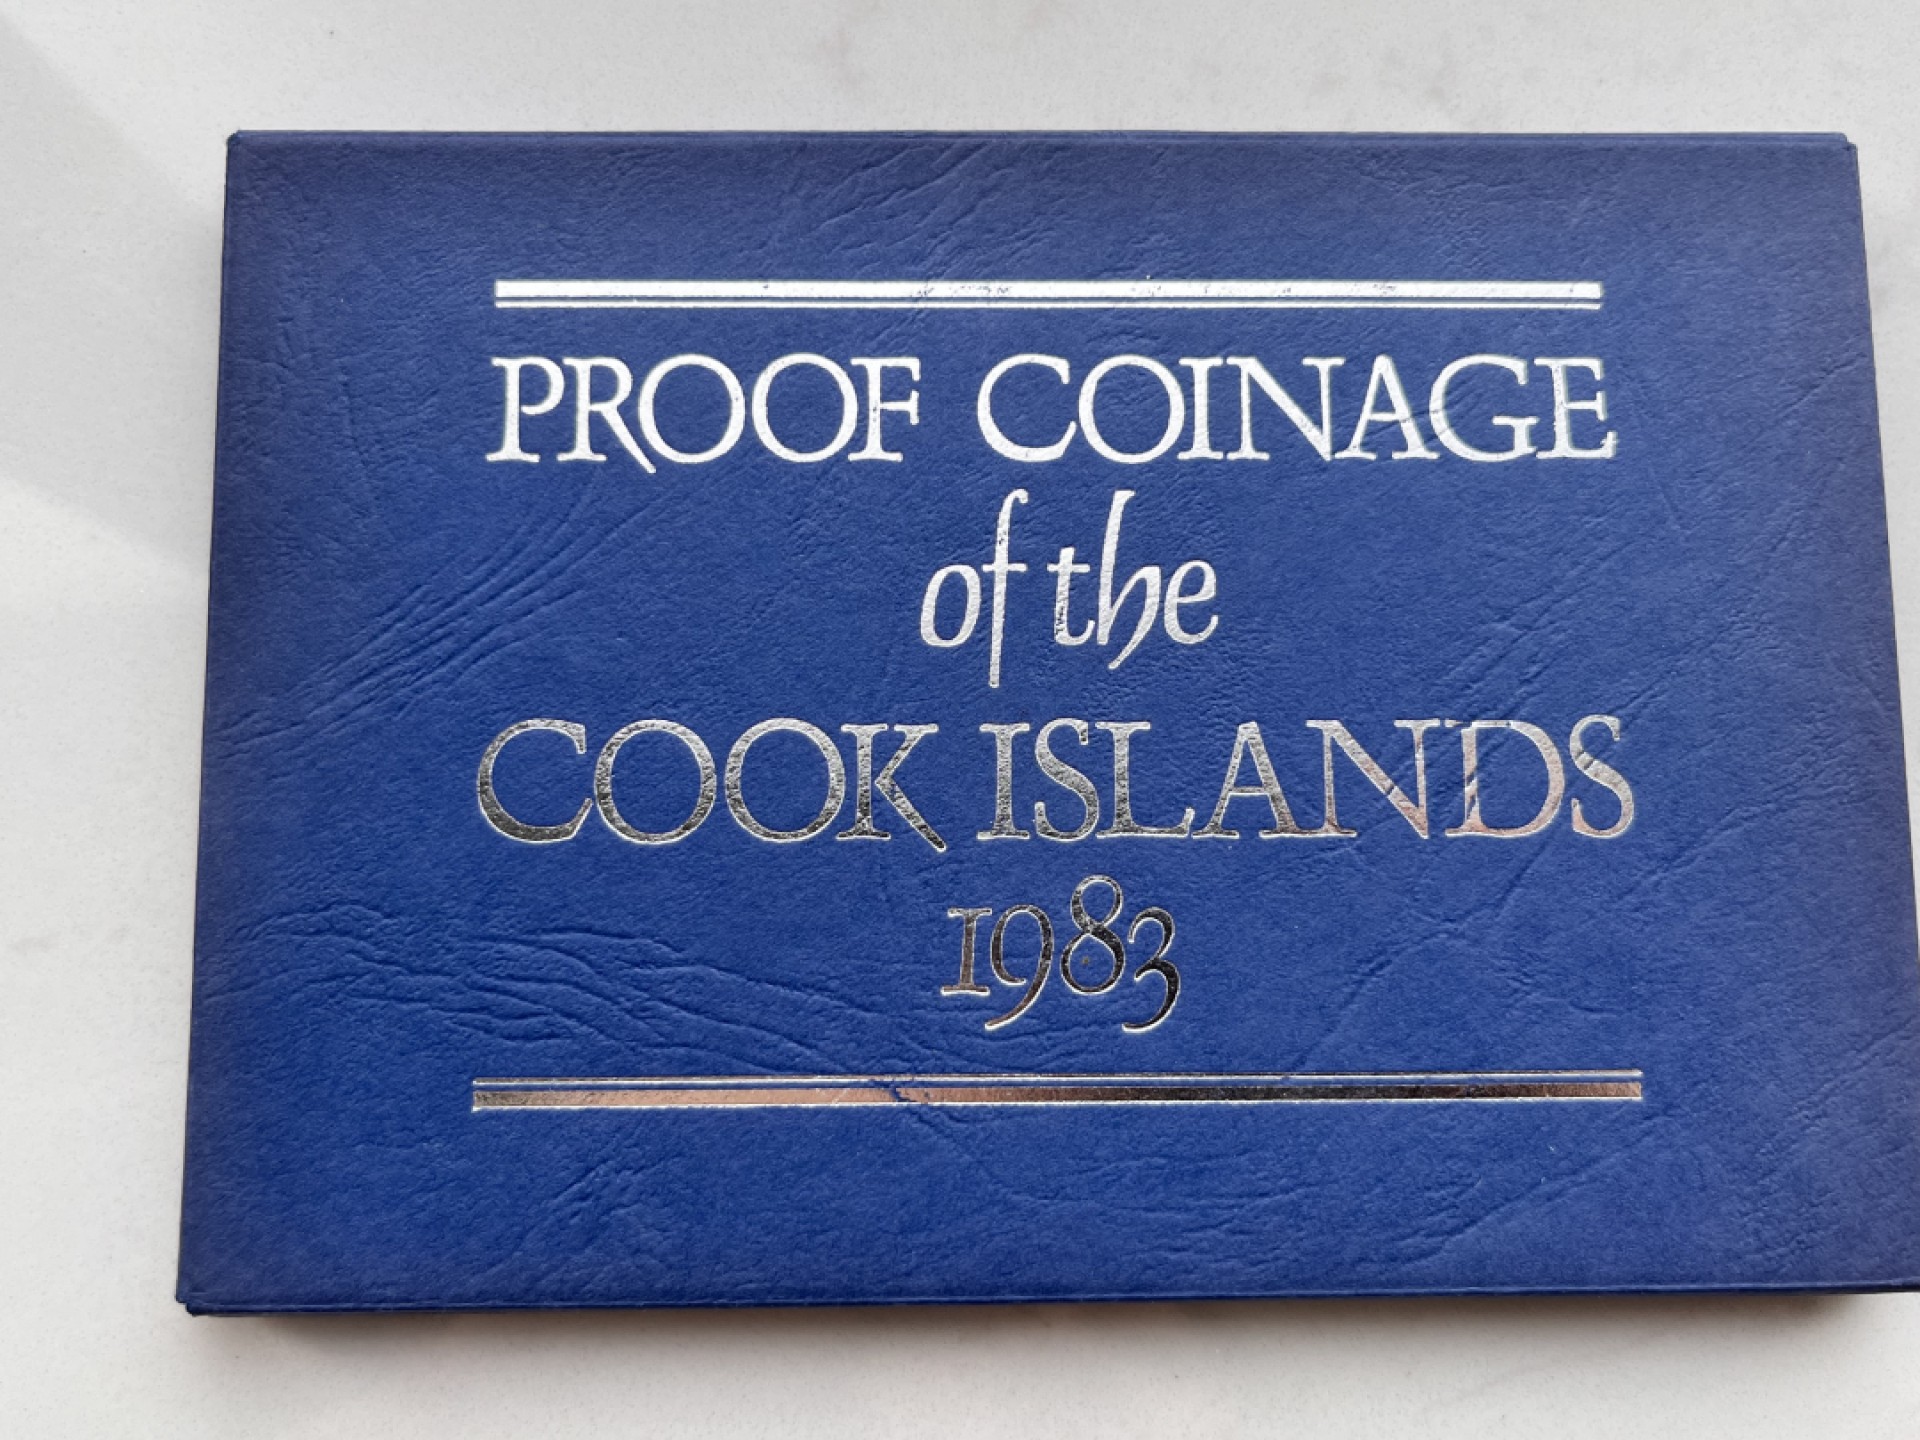 PROOF COINAGE
of the
COOK ISLANDS
1983